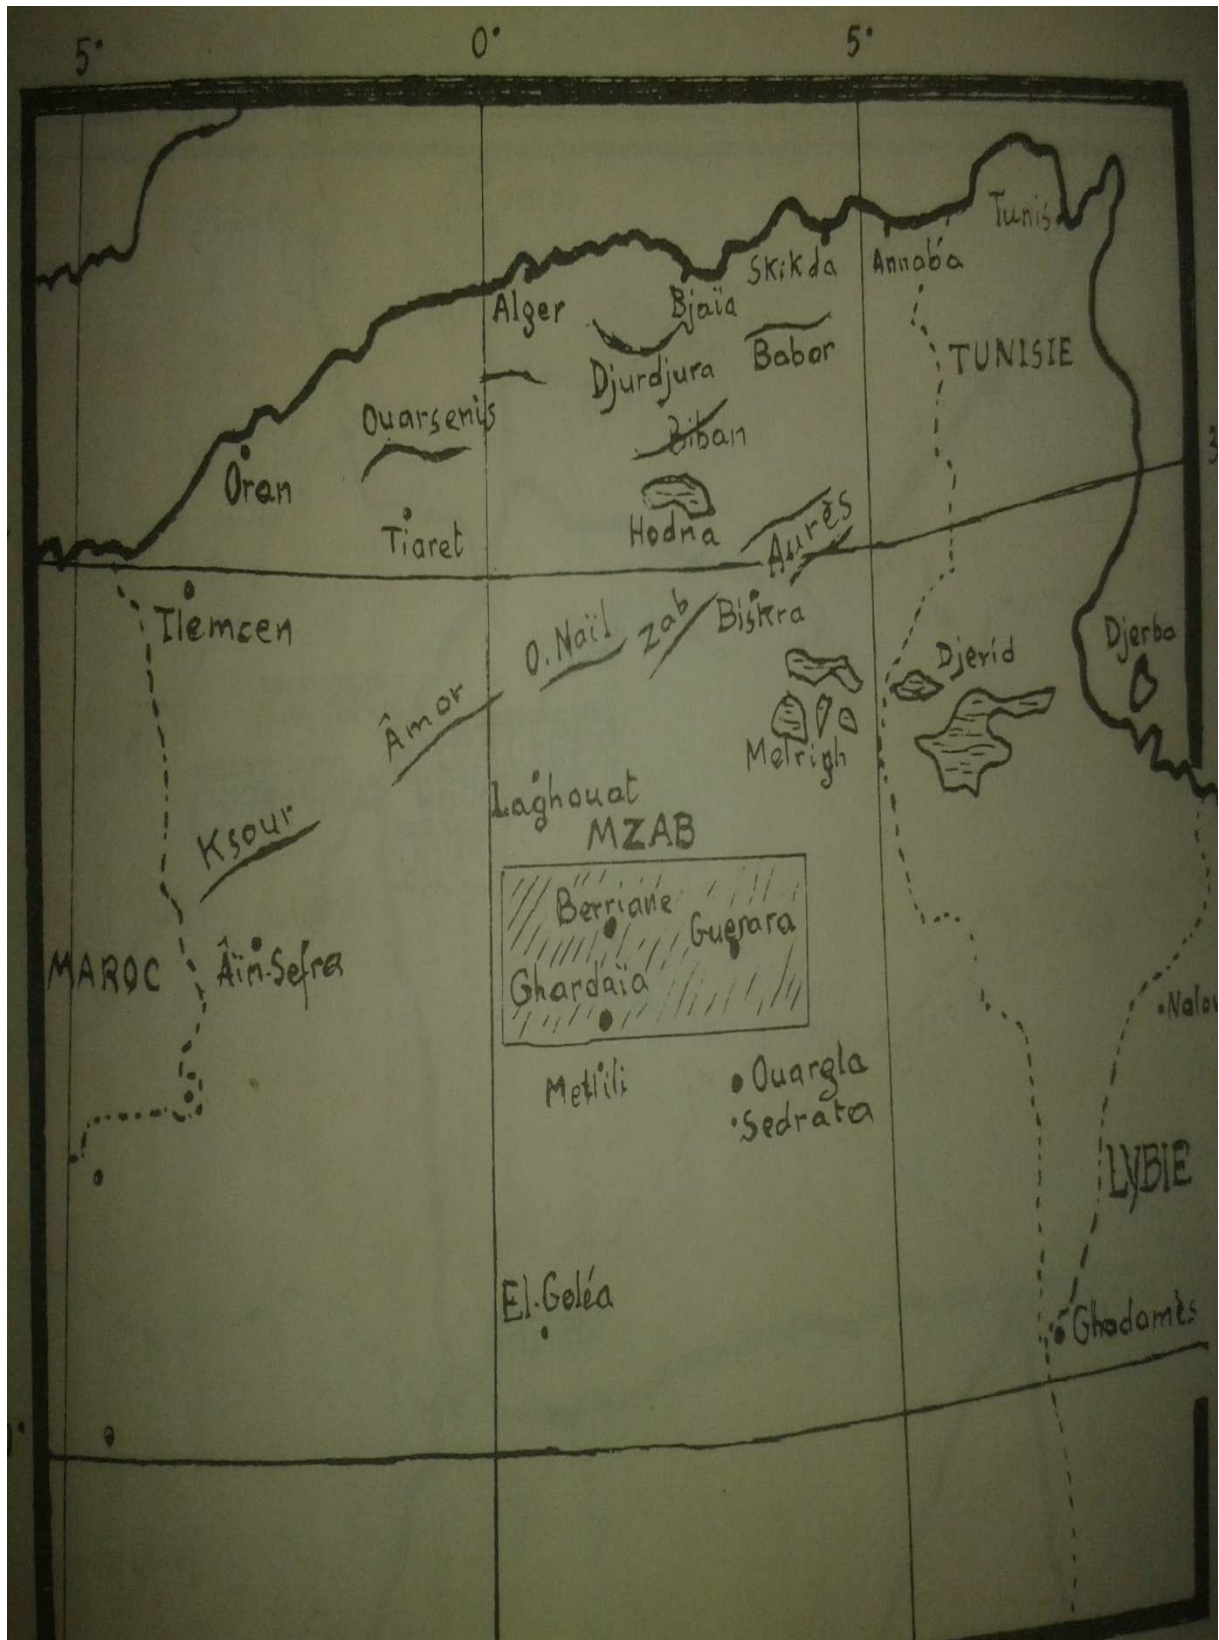 5°
0°
5°
Tunis
Skikda
Annaba
Alger
Bjaïa
TUNISIE
Babor
Djurdjura
Ouarsenis
Biban
Oran
Hodna
Aurès
Tiaret
Tlemcen
O. Naïl
Zab
Biskra
Djerba
Djerid
Âmor
Melrigh
Laghouat
MZAB
Ksour
Berriane
Guerara
MAROC
Âïn-Sefra
Ghardaïa
Nalou
Metlili
Ouargla
Sedrata
LYBIE
El-Goléa
Ghadamès